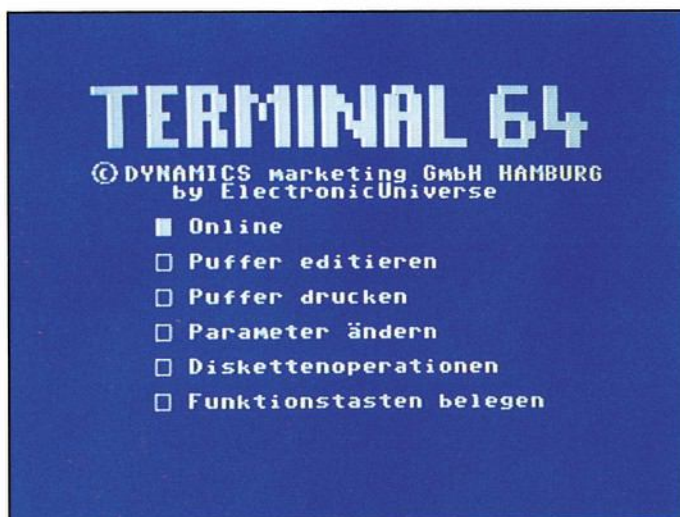 TERMINAL 64
© DYNAMICS marketing GmbH HAMBURG
by ElectronicUniverse
Online
Puffer editieren
Puffer drucken
Parameter ändern
Diskettenoperationen
Funktionstasten belegen